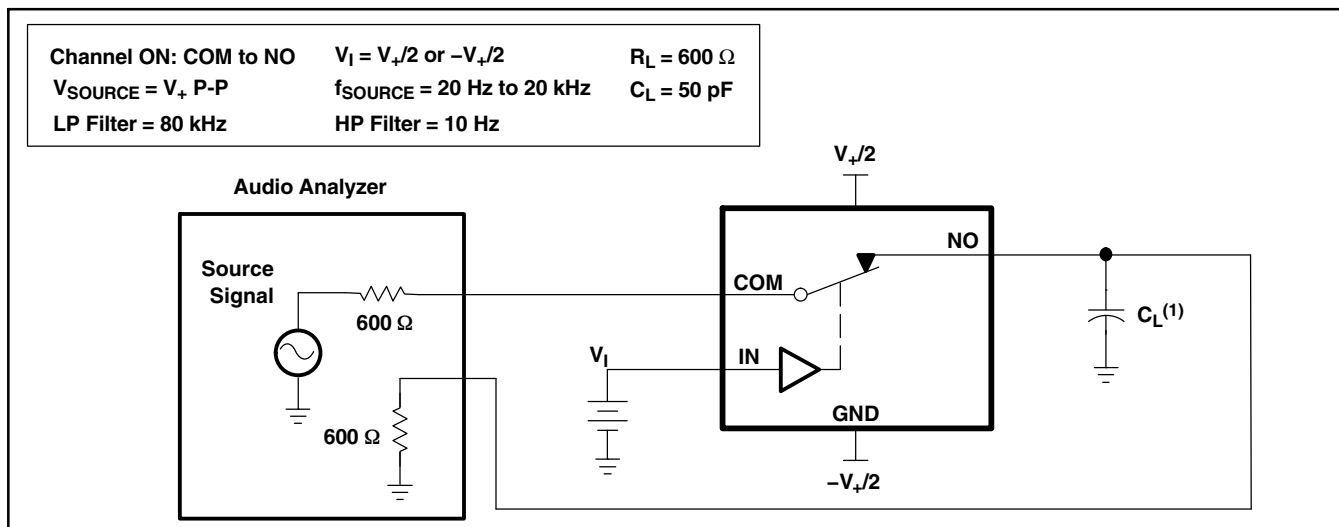 Channel ON: COM to NO V_I = V_+/2 or −V_+/2 R_L = 600 Ω
V_SOURCE = V_+ P-P f_SOURCE = 20 Hz to 20 kHz C_L = 50 pF
LP Filter = 80 kHz HP Filter = 10 Hz
V_+/2
Audio Analyzer
NO
Source
Signal
COM
600 Ω
C_L^(1)
V_I
IN
600 Ω
GND
−V_+/2